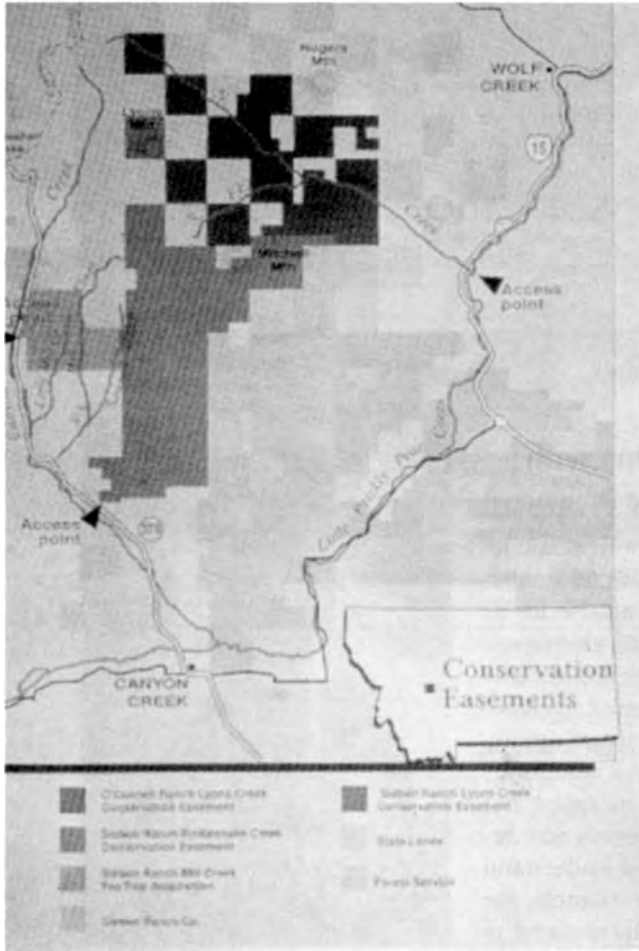 Rogers
Mtn
WOLF
CREEK
15
Mitchell
Mtn
Creek
Creek
Access
point
Little Prickly Pear Creek
Access
point
CANYON
CREEK
Conservation
Easements
O'Connell Ranch Lyons Creek
Conservation Easement
Sieben Ranch Lyons Creek
Conservation Easement
Sieben Ranch
Creek
Conservation Easement
State Lands
Sieben Ranch Mill Creek
Fee Title Acquisition
Forest Service
Sieben Ranch Co.